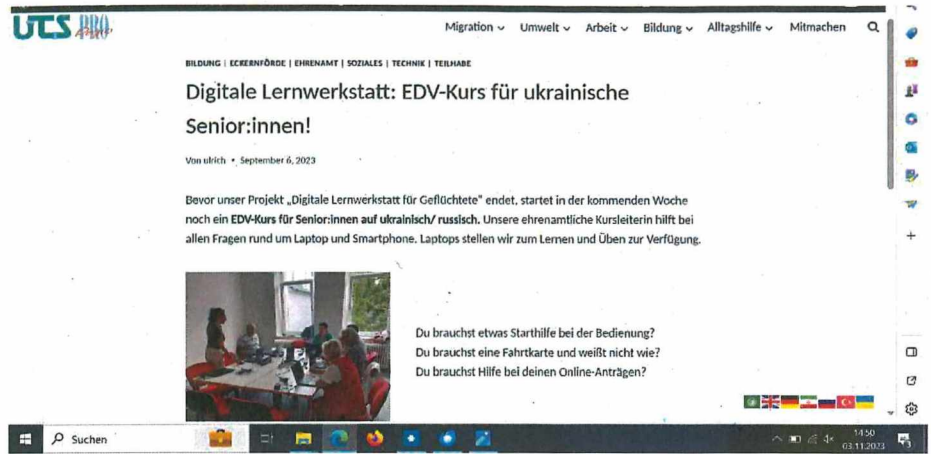 UTS PRO
Migration Umwelt Arbeit Bildung Alltagshilfe Mitmachen
BILDUNG | ECKERNFÖRDE | EHRENAMT | SOZIALES | TECHNIK | TEILHABE
Digitale Lernwerkstatt: EDV-Kurs für ukrainische
Senior:innen!
Von ulrich • September 6, 2023
Bevor unser Projekt „Digitale Lernwerkstatt für Geflüchtete" endet, startet in der kommenden Woche
noch ein EDV-Kurs für Senior:innen auf ukrainisch/ russisch. Unsere ehrenamtliche Kursleiterin hilft bei
allen Fragen rund um Laptop und Smartphone. Laptops stellen wir zum Lernen und Üben zur Verfügung.
Du brauchst etwas Starthilfe bei der Bedienung?
Du brauchst eine Fahrtkarte und weißt nicht wie?
Du brauchst Hilfe bei deinen Online-Anträgen?
Suchen
14:50
03.11.2023